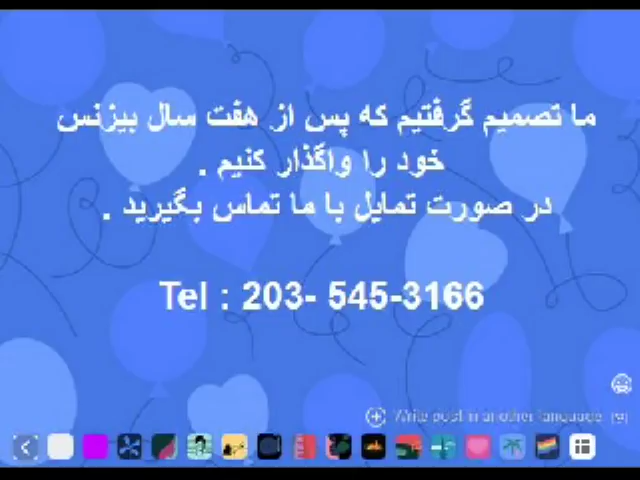 ما تصمیم گرفتیم که پس از هفت سال بیزنس
خود را واگذار کنیم .
در صورت تمایل با ما تماس بگیرید .
Tel : 203- 545-3166
Write post in another language